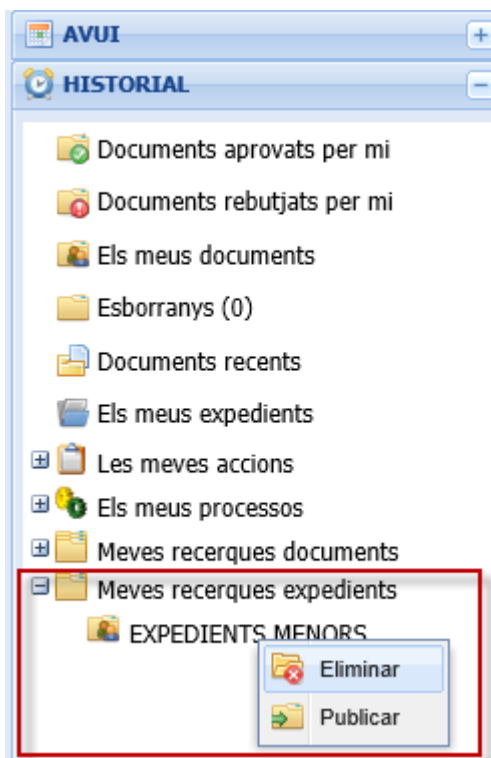 AVUI
HISTORIAL
Documents aprovats per mi
Documents rebutjats per mi
Els meus documents
Esborranys (0)
Documents recents
Els meus expedients
Les meves accions
Els meus processos
Meves recerques documents
Meves recerques expedients
EXPEDIENTS MENORS
Eliminar
Publicar